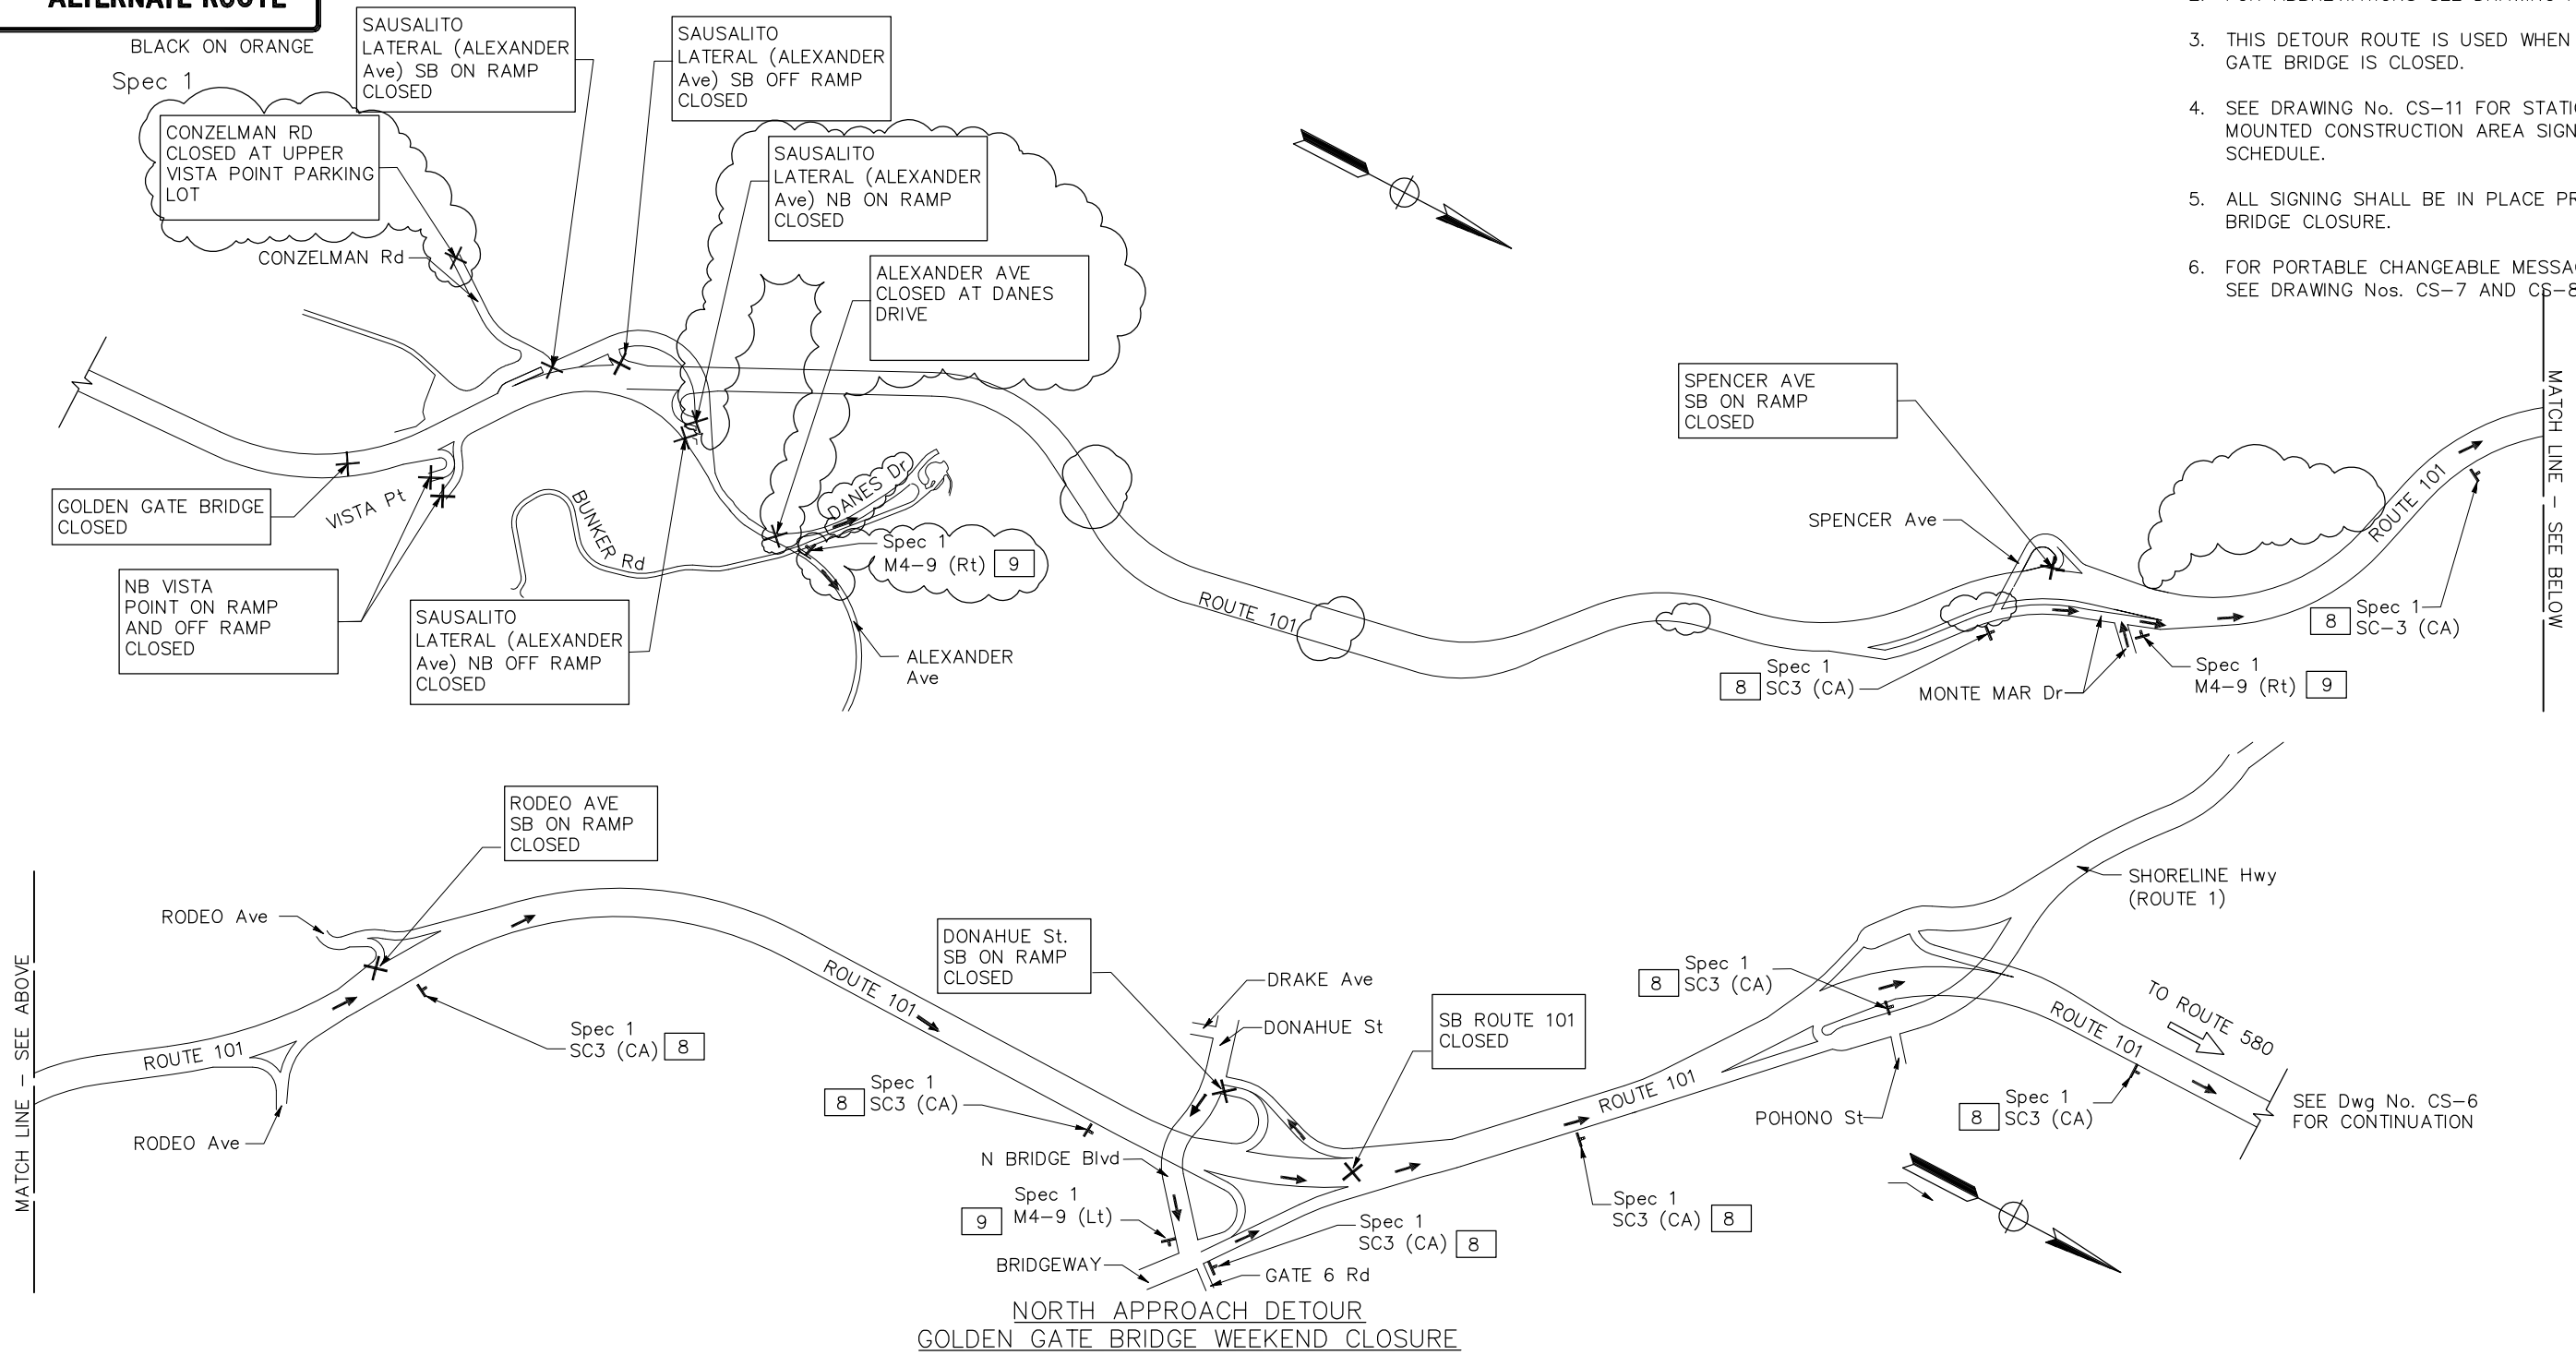 ALTERNATE ROUTE
BLACK ON ORANGE
Spec 1
SAUSALITO
LATERAL (ALEXANDER
Ave) SB ON RAMP
CLOSED
SAUSALITO
LATERAL (ALEXANDER
Ave) SB OFF RAMP
CLOSED
CONZELMAN RD
CLOSED AT UPPER
VISTA POINT PARKING
LOT
SAUSALITO
LATERAL (ALEXANDER
Ave) NB ON RAMP
CLOSED
CONZELMAN Rd
ALEXANDER AVE
CLOSED AT DANES
DRIVE
3. THIS DETOUR ROUTE IS USED WHEN
GATE BRIDGE IS CLOSED.
4. SEE DRAWING No. CS-11 FOR
MOUNTED CONSTRUCTION AREA
SCHEDULE.
5. ALL SIGNING SHALL BE IN PLACE
BRIDGE CLOSURE.
6. FOR PORTABLE CHANGEABLE
SEE DRAWING Nos. CS-7 AND CS-8
SPENCER AVE
SB ON RAMP
CLOSED
MATCH LINE - SEE BELOW
GOLDEN GATE BRIDGE
CLOSED
VISTA Pt
BUNKER Rd
DANES Dr
Spec 1
M4-9 (Rt) 9
NB VISTA
POINT ON RAMP
AND OFF RAMP
CLOSED
SAUSALITO
LATERAL (ALEXANDER
Ave) NB OFF RAMP
CLOSED
ALEXANDER
Ave
ROUTE 101
SPENCER Ave
ROUTE 101
Spec 1
8 SC3 (CA)
MONTE MAR Dr
Spec 1
M4-9 (Rt) 9
Spec 1
8 SC-3 (CA)
MATCH LINE - SEE ABOVE
RODEO AVE
SB ON RAMP
CLOSED
RODEO Ave
ROUTE 101
RODEO Ave
Spec 1
SC3 (CA) 8
ROUTE 101
DONAHUE St.
SB ON RAMP
CLOSED
DRAKE Ave
DONAHUE St
SB ROUTE 101
CLOSED
Spec 1
8 SC3 (CA)
N BRIDGE Blvd
Spec 1
9 M4-9 (Lt)
BRIDGEWAY
GATE 6 Rd
Spec 1
SC3 (CA) 8
Spec 1
SC3 (CA) 8
ROUTE 101
Spec 1
8 SC3 (CA)
POHONO St
SHORELINE Hwy
(ROUTE 1)
ROUTE 101
TO ROUTE 580
Spec 1
8 SC3 (CA)
SEE Dwg No. CS-6
FOR CONTINUATION
NORTH APPROACH DETOUR
GOLDEN GATE BRIDGE WEEKEND CLOSURE